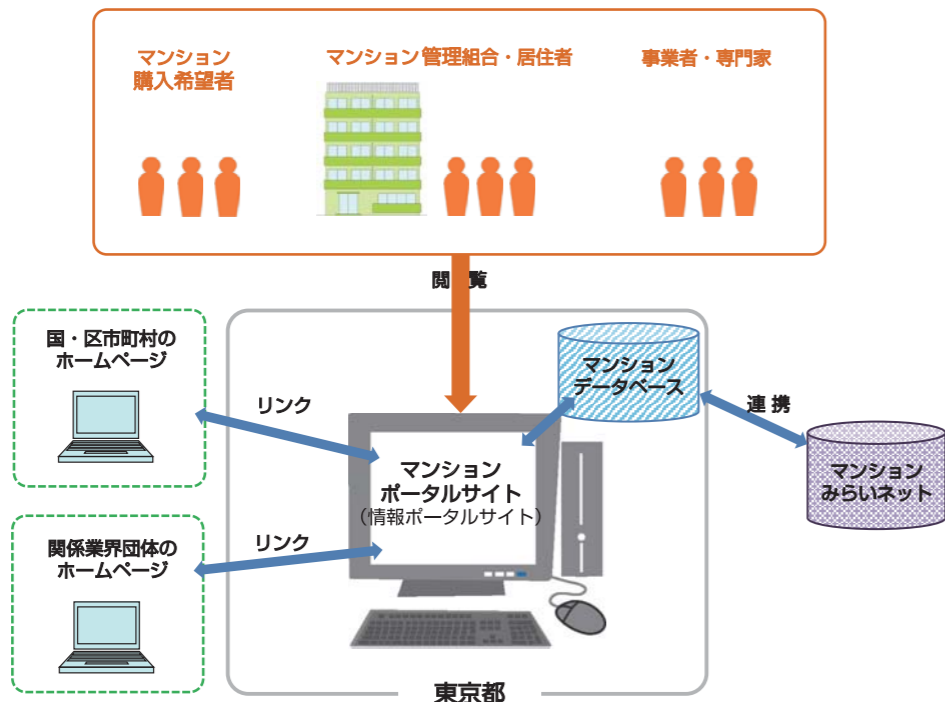 マンション
購入希望者
マンション管理組合・居住者
事業者・専門家
閲覧
国・区市町村の
ホームページ
リンク
マンション
データベース
連携
マンション
みらいネット
マンション
ポータルサイト
(情報ポータルサイト)
関係業界団体の
ホームページ
リンク
東京都